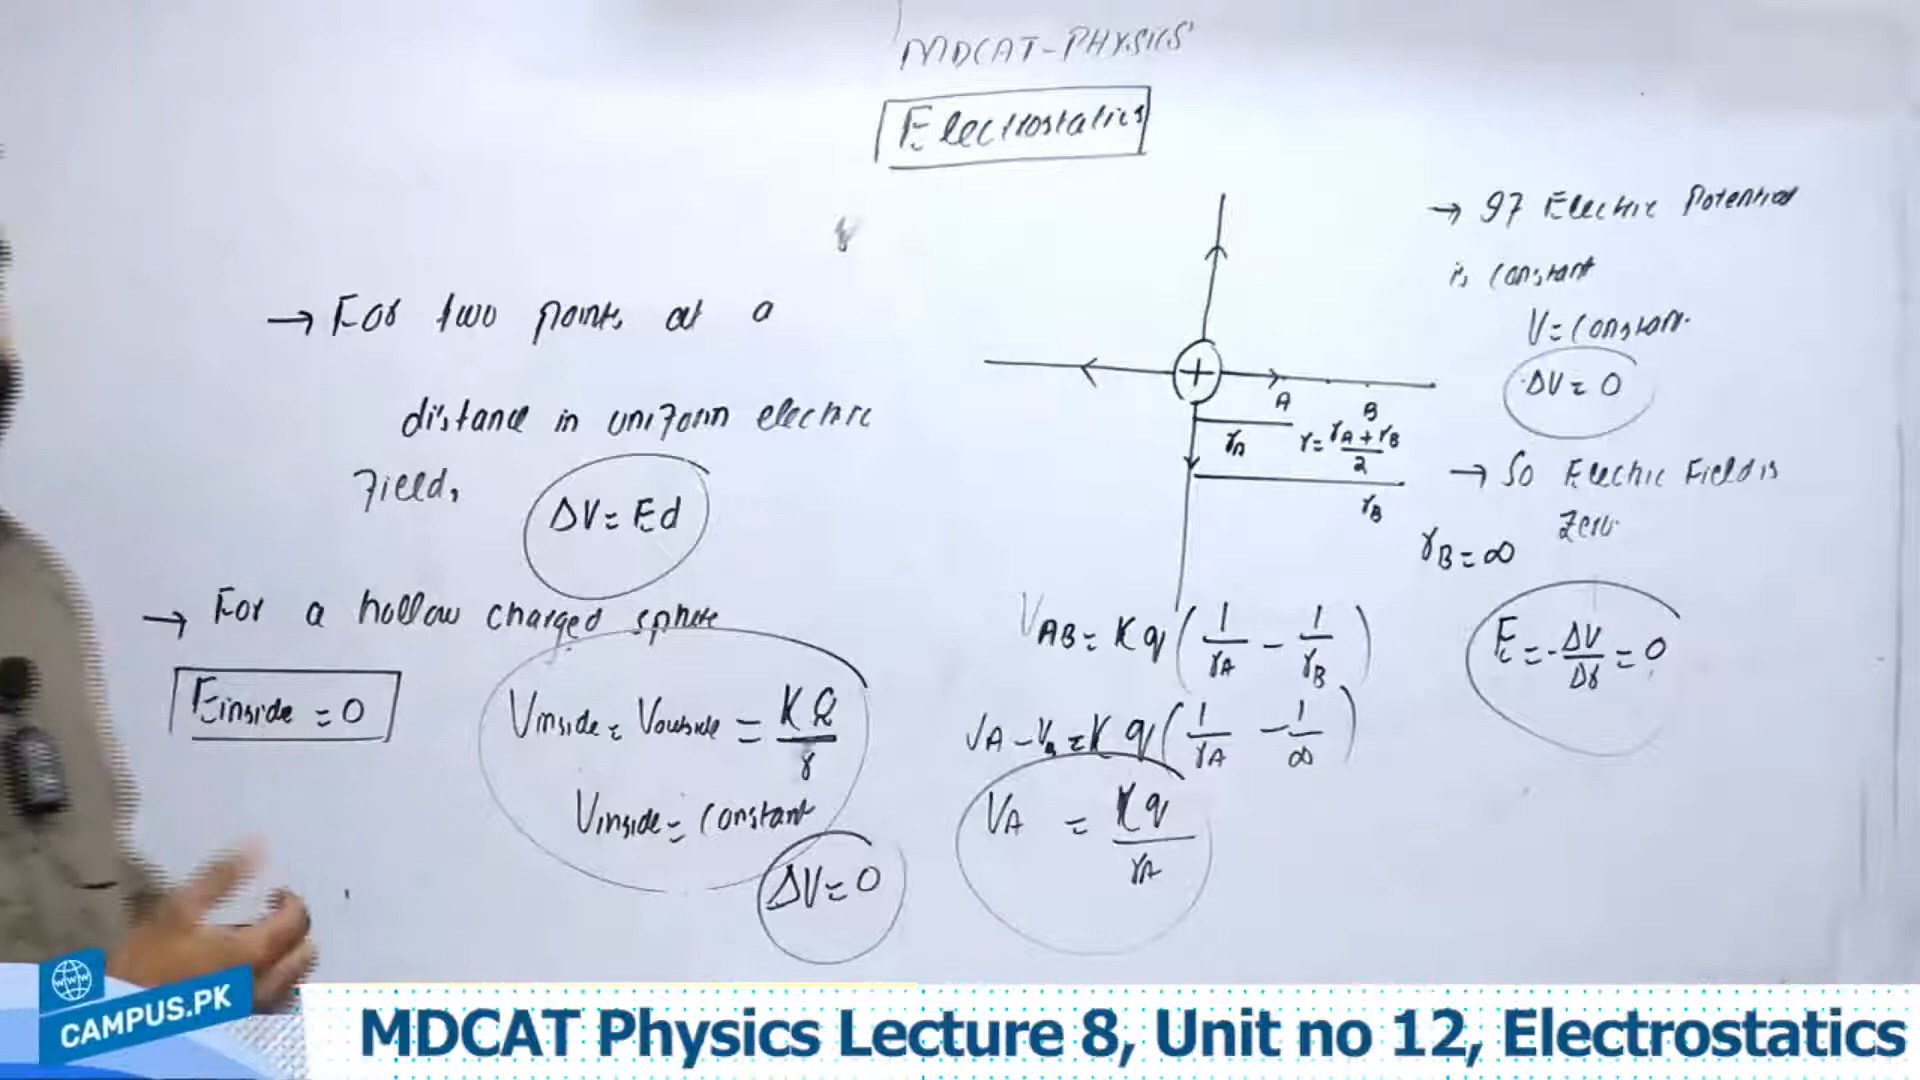 MDCAT-PHYSICS
Electrostatics
→ For two points at a
distance in uniform electric
field,
ΔV = Ed
→ For a hollow charged sphere
Einside = 0
Vinside = Voutside = KQ/r
Vinside = constant
ΔV = 0
A
B
rA
r = rA + rB / 2
rB
rB = ∞
VAB = Kq(1/rA - 1/rB)
VA - VB = Kq(1/rA - 1/∞)
VA = Kq/rA
→ If Electric Potential
is constant
V = constant.
ΔV = 0
→ So Electric Field is
Zero
E = -ΔV/Δr = 0
www
CAMPUS.PK
MDCAT Physics Lecture 8, Unit no 12, Electrostatics